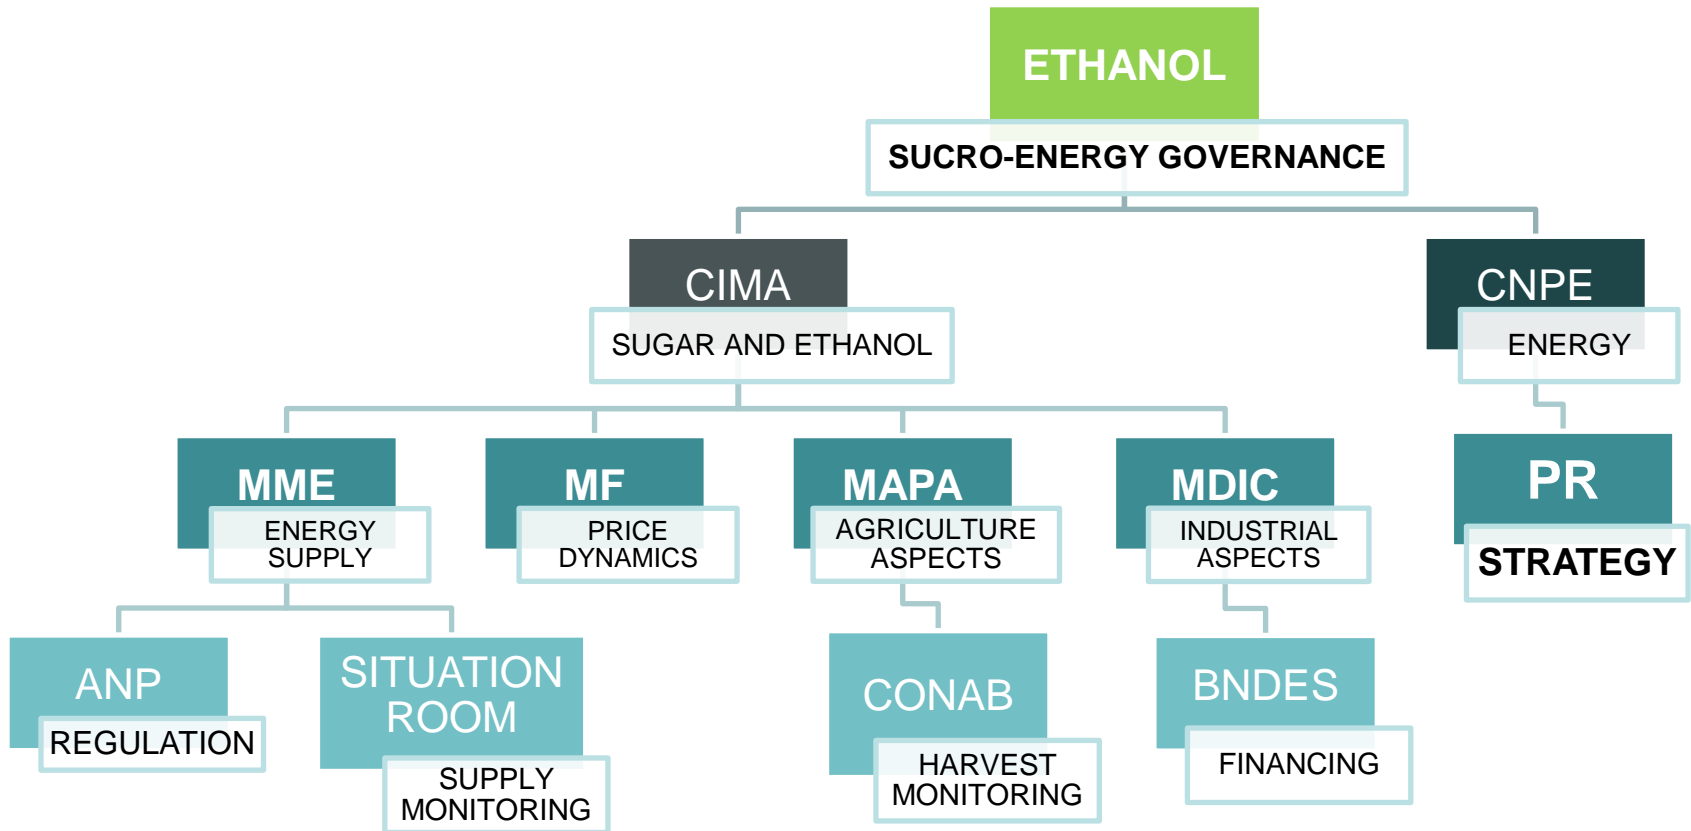 ETHANOL
SUCRO-ENERGY GOVERNANCE
CIMA
SUGAR AND ETHANOL
CNPE
ENERGY
MME
ENERGY
SUPPLY
MF
PRICE
DYNAMICS
MAPA
AGRICULTURE
ASPECTS
MDIC
INDUSTRIAL
ASPECTS
PR
STRATEGY
ANP
REGULATION
SITUATION
ROOM
SUPPLY
MONITORING
CONAB
HARVEST
MONITORING
BNDES
FINANCING